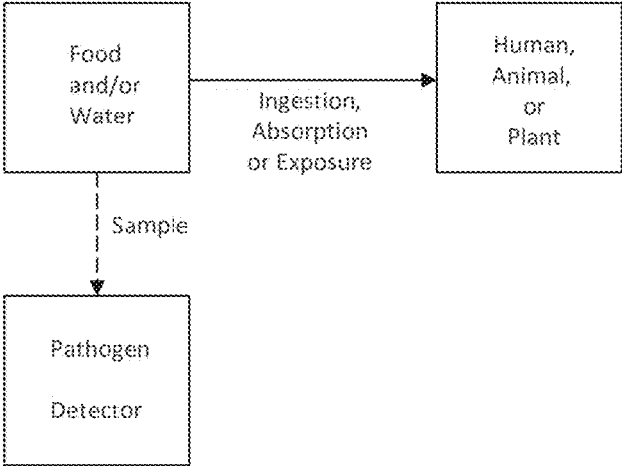 Food
and/or
Water
Ingestion,
Absorption
or Exposure
Human,
Animal,
or
Plant
Sample
Pathogen
Detector